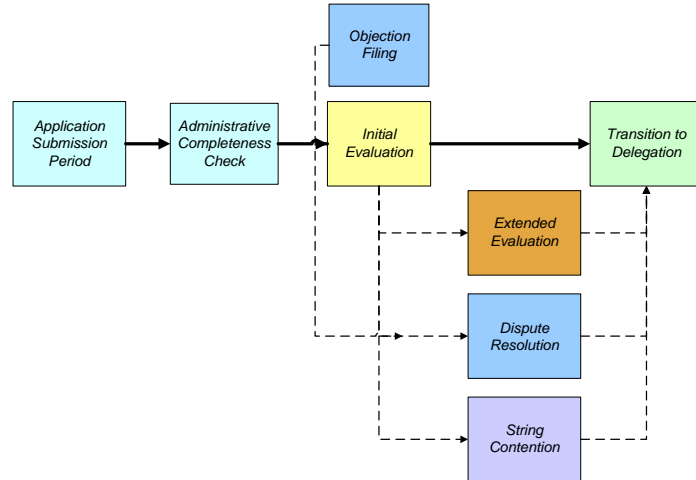 Objection
Filing
Application
Submission
Period
Administrative
Completeness
Check
Initial
Evaluation
Transition to
Delegation
Extended
Evaluation
Dispute
Resolution
String
Contention